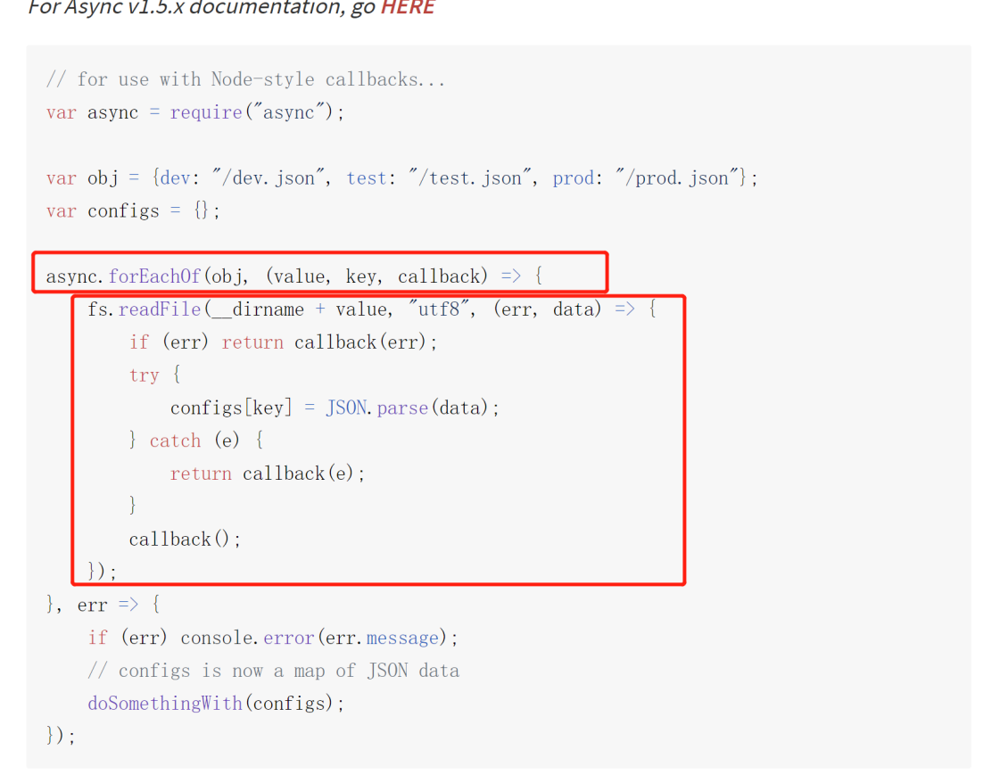 For Async v1.5.x documentation, go HERE
// for use with Node-style callbacks...
var async = require("async");
var obj = {dev: "/dev.json", test: "/test.json", prod: "/prod.json"};
var configs = {};
async.forEachOf(obj, (value, key, callback) => {
    fs.readFile(__dirname + value, "utf8", (err, data) => {
        if (err) return callback(err);
        try {
            configs[key] = JSON.parse(data);
        } catch (e) {
            return callback(e);
        }
        callback();
    });
}, err => {
    if (err) console.error(err.message);
    // configs is now a map of JSON data
    doSomethingWith(configs);
});